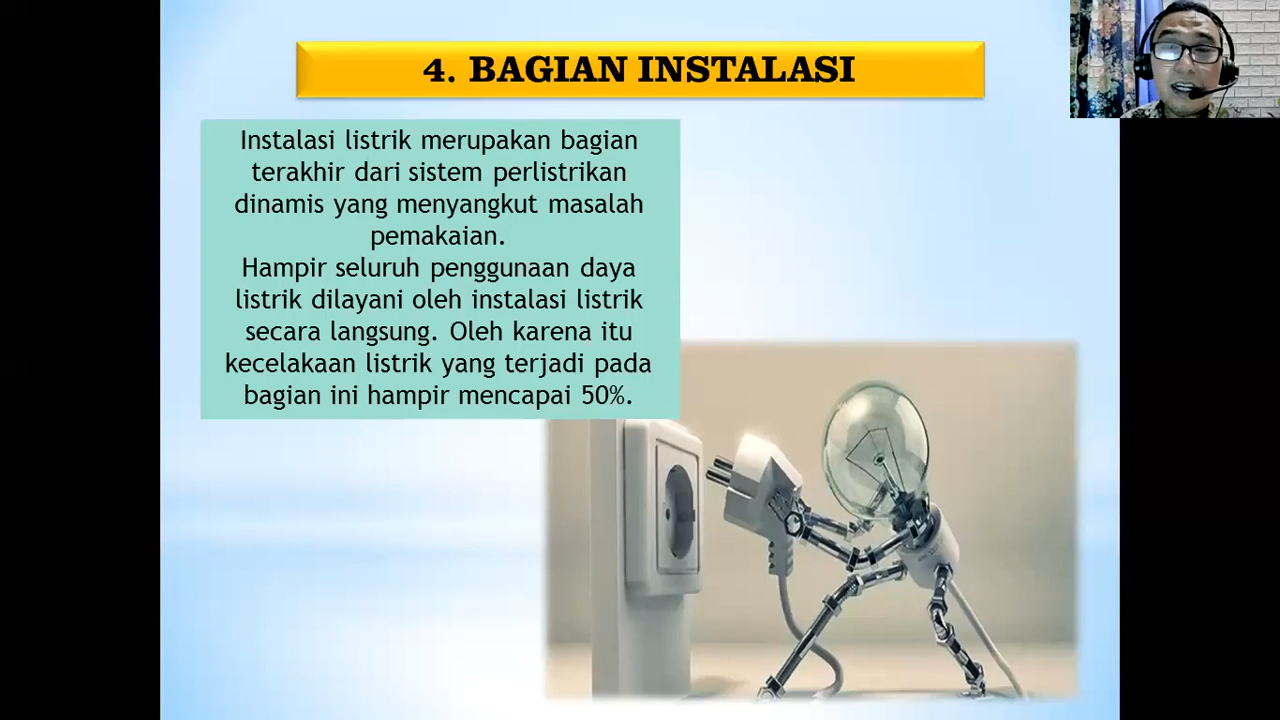 4. BAGIAN INSTALASI
Instalasi listrik merupakan bagian
terakhir dari sistem perlistrikan
dinamis yang menyangkut masalah
pemakaian.
Hampir seluruh penggunaan daya
listrik dilayani oleh instalasi listrik
secara langsung. Oleh karena itu
kecelakaan listrik yang terjadi pada
bagian ini hampir mencapai 50%.